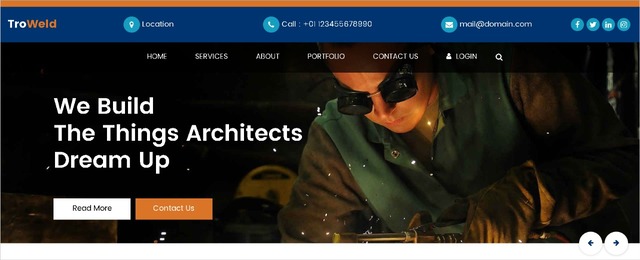 TroWeld
Location
Call : +01 123455678990
mail@domain.com
HOME SERVICES ABOUT PORTFOLIO CONTACT US LOGIN
We Build
The Things Architects
Dream Up
Read More
Contact Us